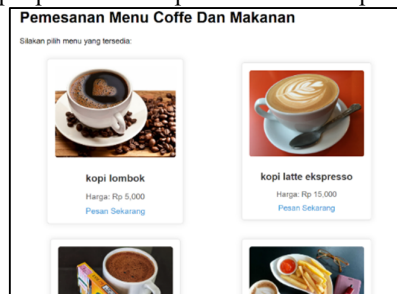 Pemesanan Menu Coffe Dan Makanan
Silakan pilih menu yang tersedia:
kopi lombok
Harga: Rp 5,000
Pesan Sekarang
kopi latte ekspresso
Harga: Rp 15,000
Pesan Sekarang